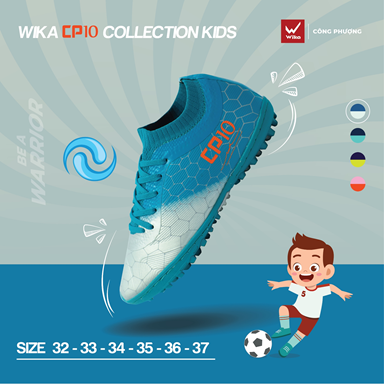 WIKA CP10 COLLECTION KIDS
Wika
CÔNG PHƯỢNG
BE A
WARRIOR
CP10
5
SIZE 32 - 33 - 34 - 35 - 36 - 37